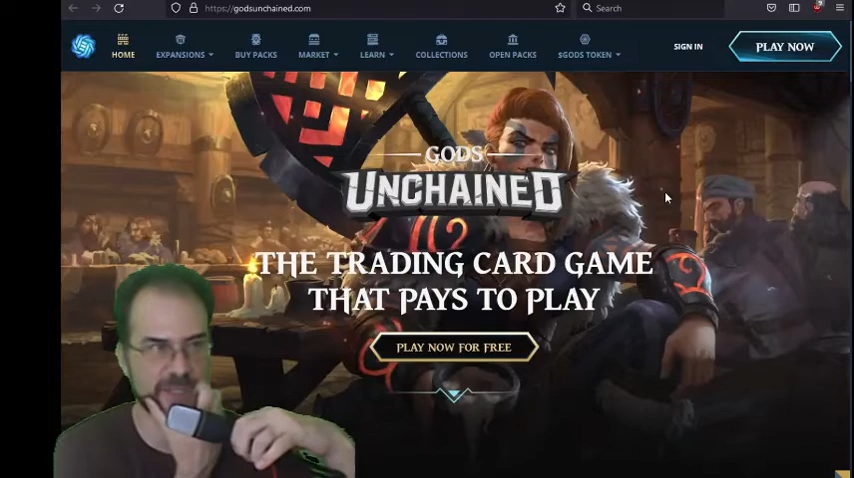 https://godsunchained.com
Search
HOME
EXPANSIONS
BUY PACKS
MARKET
LEARN
COLLECTIONS
OPEN PACKS
$GODS TOKEN
SIGN IN
PLAY NOW
GODS
UNCHAINED
THE TRADING CARD GAME
THAT PAYS TO PLAY
PLAY NOW FOR FREE